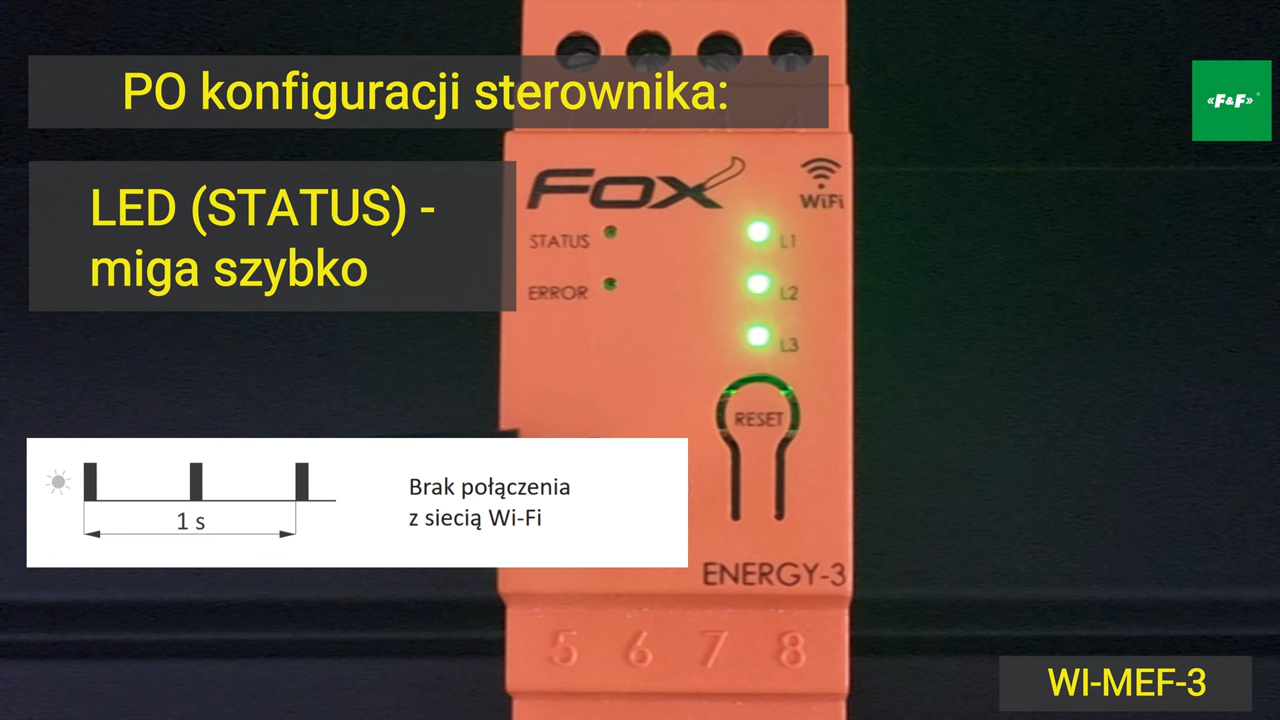 PO konfiguracji sterownika:
«F&F»®
LED (STATUS) -
miga szybko
FOX
WiFi
STATUS
L1
ERROR
L2
L3
RESET
1 s
Brak połączenia
z siecią Wi-Fi
ENERGY-3
5 6 7 8
WI-MEF-3